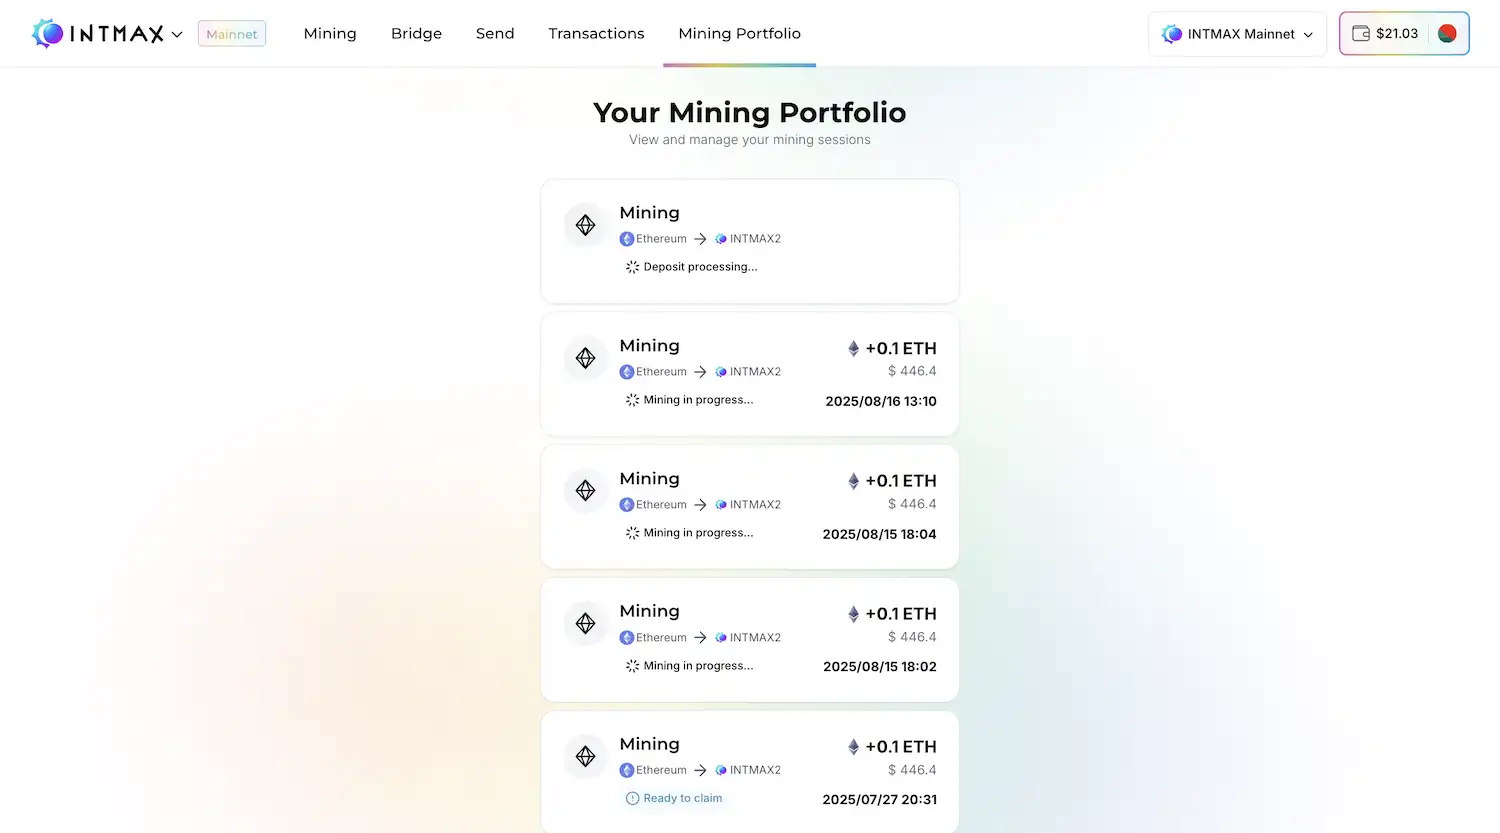 INTMAX
Mainnet
Mining
Bridge
Send
Transactions
Mining Portfolio
INTMAX Mainnet
$21.03
Your Mining Portfolio
View and manage your mining sessions
Mining
Ethereum → INTMAX2
Deposit processing...
Mining
+0.1 ETH
Ethereum → INTMAX2
$ 446.4
Mining in progress...
2025/08/16 13:10
Mining
+0.1 ETH
Ethereum → INTMAX2
$ 446.4
Mining in progress...
2025/08/15 18:04
Mining
+0.1 ETH
Ethereum → INTMAX2
$ 446.4
Mining in progress...
2025/08/15 18:02
Mining
+0.1 ETH
Ethereum → INTMAX2
$ 446.4
Ready to claim
2025/07/27 20:31